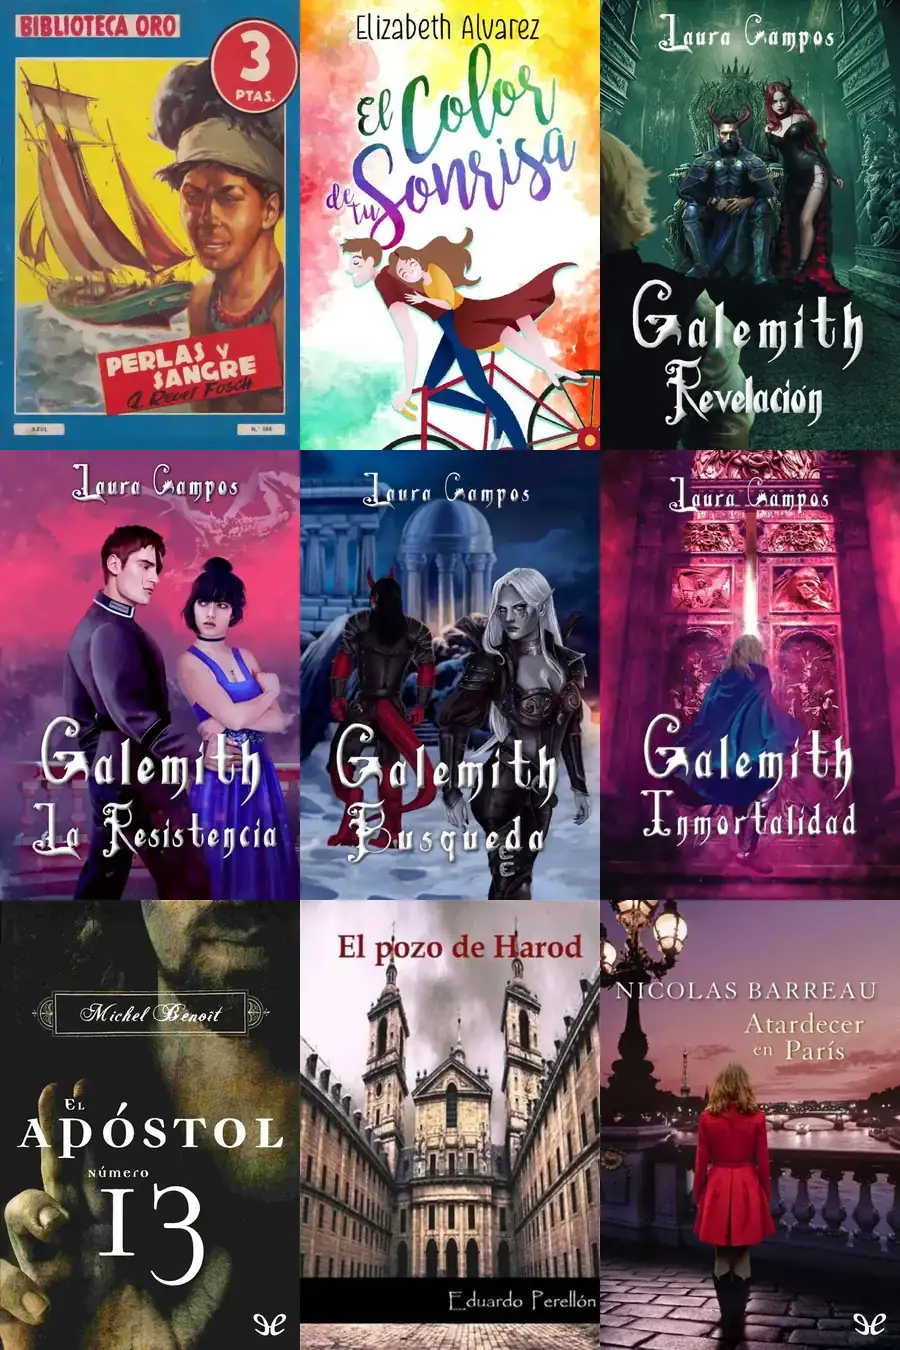 BIBLIOTECA ORO
3
PTAS.
PERLAS Y
SANGRE
G. REVEL FOSCH
AZUL
Elizabeth Alvarez
El Color
de tu
Sonrisa
Laura Campos
Galemith
Revelación
Laura Campos
Galemith
La Resistencia
Laura Campos
Galemith
Busqueda
Laura Campos
Galemith
Inmortalidad
Michel Benoît
EL
APÓSTOL
NÚMERO
13
El pozo de Harod
Eduardo Perellón
NICOLAS BARREAU
Atardecer
en París